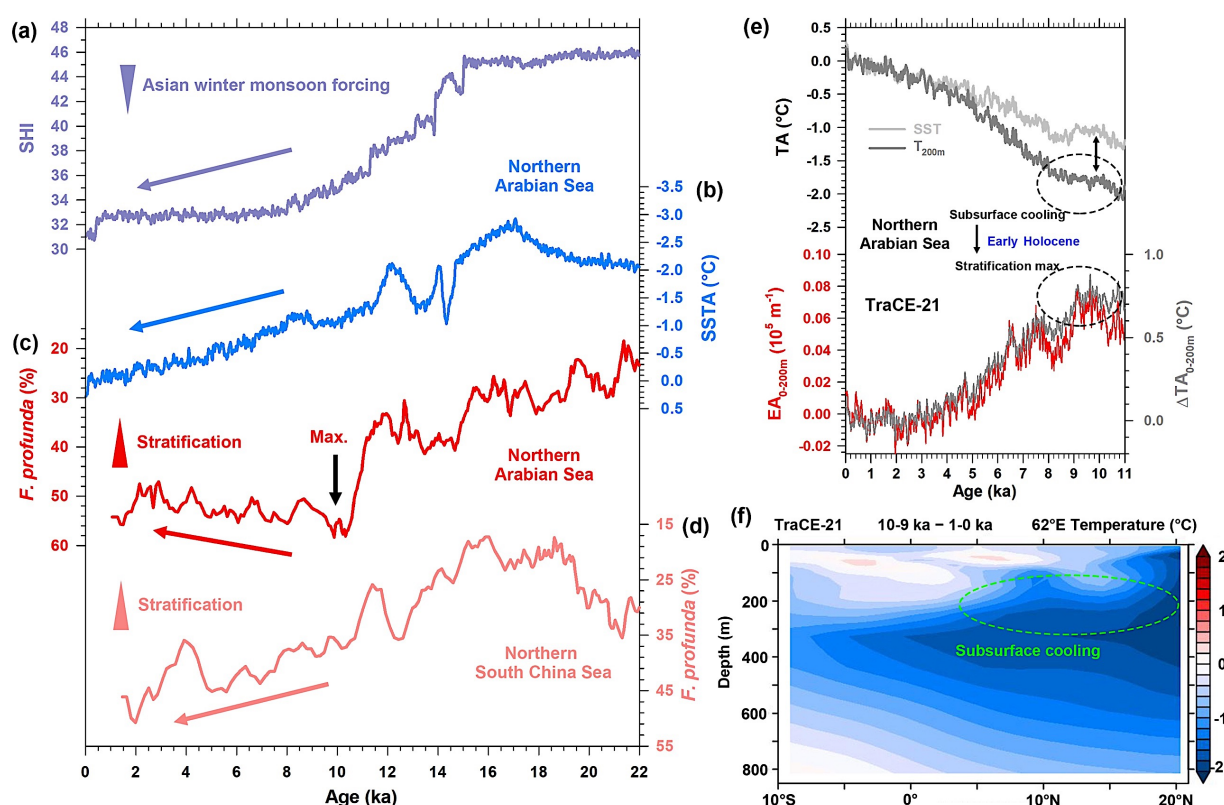 (a)
48
46
44
42
40
38
36
34
32
30
SHI
Asian winter monsoon forcing
Northern
Arabian Sea
(b)
-3.5
-3.0
-2.5
-2.0
-1.5
-1.0
-0.5
0.0
0.5
SSTA (°C)
(c)
20
30
40
50
60
F. profunda (%)
Stratification
Max.
Northern
Arabian Sea
(d)
15
25
35
45
55
F. profunda (%)
Stratification
Northern
South China Sea
0 2 4 6 8 10 12 14 16 18 20 22
Age (ka)
(e)
0.5
0.0
-0.5
-1.0
-1.5
-2.0
-2.5
TA (°C)
SST
T200m
Subsurface cooling
Northern
Arabian Sea
Early Holocene
Stratification max.
TraCE-21
0.10
0.08
0.06
0.04
0.02
0.00
-0.02
EA0-200m (10⁵ m⁻¹)
1.0
0.5
0.0
ΔTA0-200m (°C)
0 1 2 3 4 5 6 7 8 9 10 11
Age (ka)
(f)
TraCE-21 10-9 ka − 1-0 ka 62°E Temperature (°C)
0
200
400
600
800
Depth (m)
Subsurface cooling
10°S 0° 10°N 20°N
2
1
0
-1
-2